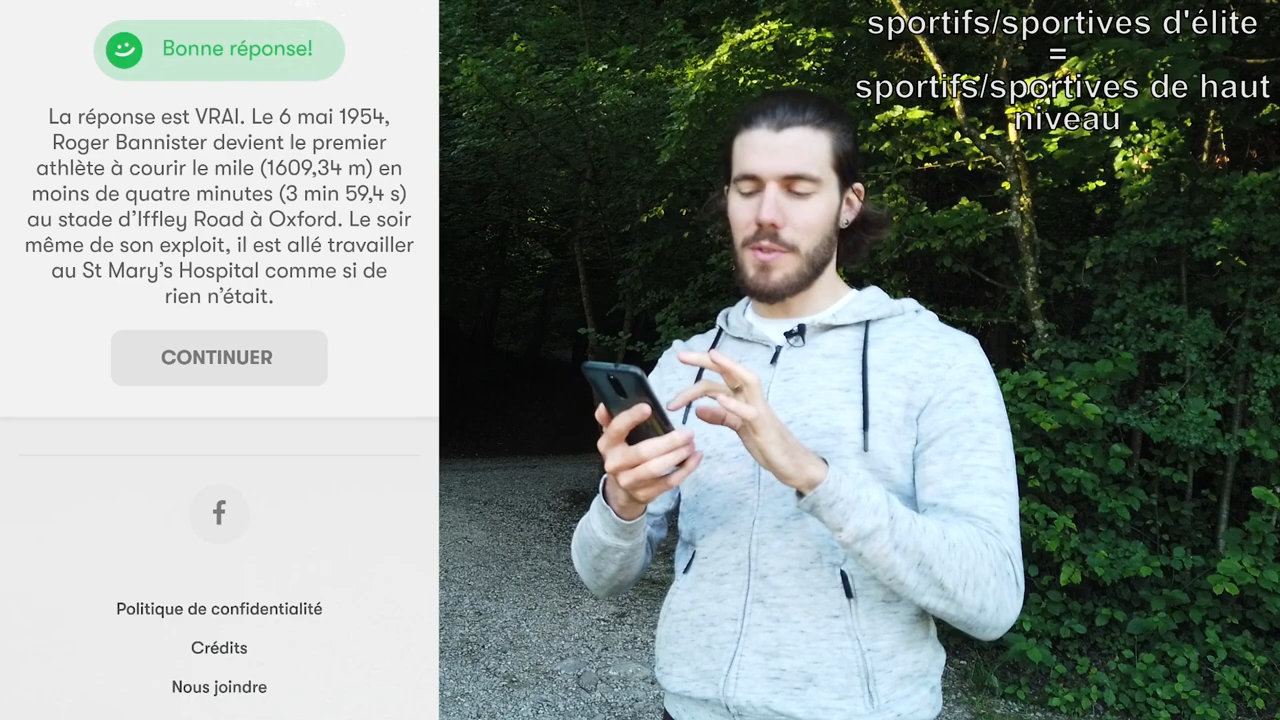 Bonne réponse!
La réponse est VRAI. Le 6 mai 1954,
Roger Bannister devient le premier
athlète à courir le mile (1609,34 m) en
moins de quatre minutes (3 min 59,4 s)
au stade d'Iffley Road à Oxford. Le soir
même de son exploit, il est allé travailler
au St Mary's Hospital comme si de
rien n'était.
CONTINUER
f
Politique de confidentialité
Crédits
Nous joindre
sportifs/sportives d'élite
=
sportifs/sportives de haut
niveau